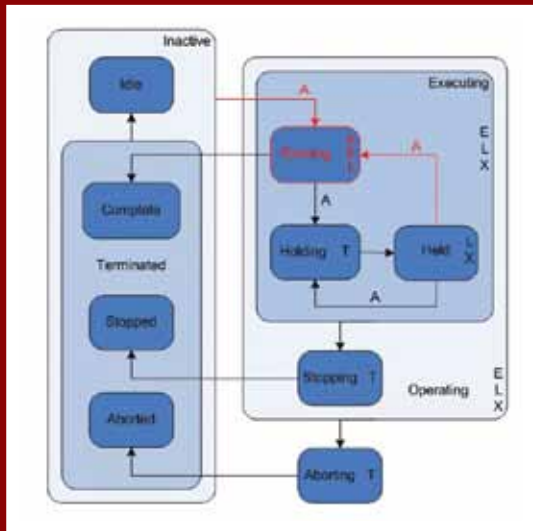 Inactive
Idle
A
Executing
E
L
X
Running
A
A
Complete
Holding T
Held
L
X
Terminated
A
Stopped
Stopping T
Operating
E
L
X
Aborted
Aborting T